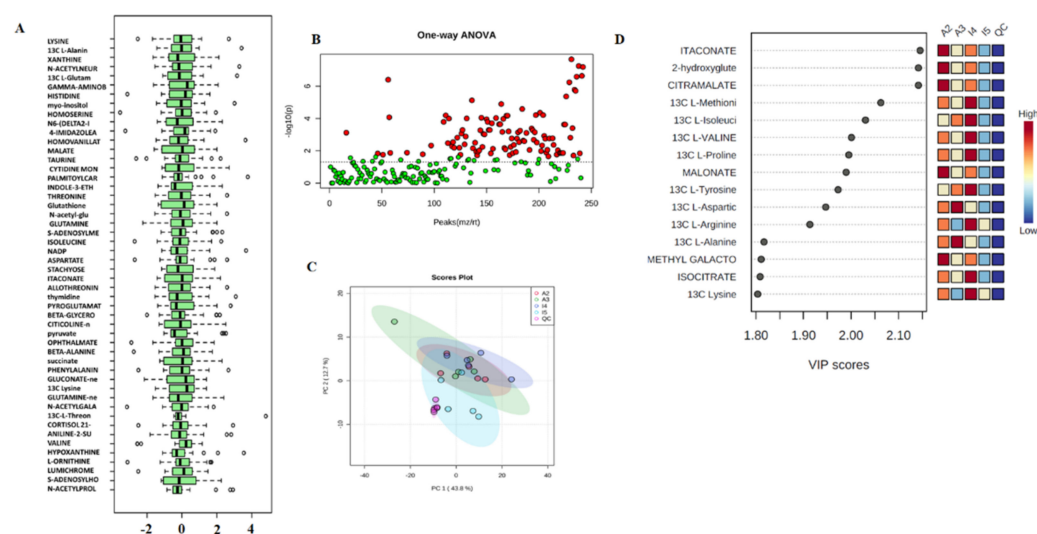 A
LYSINE
13C L-Alanin
XANTHINE
N-ACETYLNEUR
13C L-Glutam
GAMMA-AMINOB
HISTIDINE
myo-inositol
HOMOSERINE
N6-(DELTA2-I
4-IMIDAZOLEA
HOMOVANILLAT
MALATE
TAURINE
CYTIDINE MON
PALMITOYLCAR
INDOLE-3-ETH
THREONINE
Glutathione
N-acetyl-glu
GLUTAMINE
S-ADENOSYLME
ISOLEUCINE
NADP
ASPARTATE
STACHYOSE
ITACONATE
ALLOTHREONIN
thymidine
PYROGLUTAMAT
BETA-GLYCERO
CITICOLINE-n
pyruvate
OPHTHALMATE
BETA-ALANINE
succinate
PHENYLALANIN
GLUCONATE-ne
13C Lysine
GLUTAMINE-ne
N-ACETYLGALA
13C-L-Threon
CORTISOL 21-
ANILINE-2-SU
VALINE
HYPOXANTHINE
L-ORNITHINE
LUMICHROME
S-ADENOSYLHO
N-ACETYLPROL
-2 0 2 4
B
One-way ANOVA
-log10(p)
0 2 4 6
0 50 100 150 200 250
Peaks(mz/rt)
C
Scores Plot
A2
A3
I4
I5
QC
PC 2 ( 12.7 %)
20
10
0
-10
-40 -20 0 20 40
PC 1 ( 43.8 %)
D
A2 A3 I4 I5 QC
ITACONATE
2-hydroxyglute
CITRAMALATE
13C L-Methioni
13C L-Isoleuci
13C L-VALINE
13C L-Proline
MALONATE
13C L-Tyrosine
13C L-Aspartic
13C L-Arginine
13C L-Alanine
METHYL GALACTO
ISOCITRATE
13C Lysine
1.80 1.90 2.00 2.10
VIP scores
High
Low